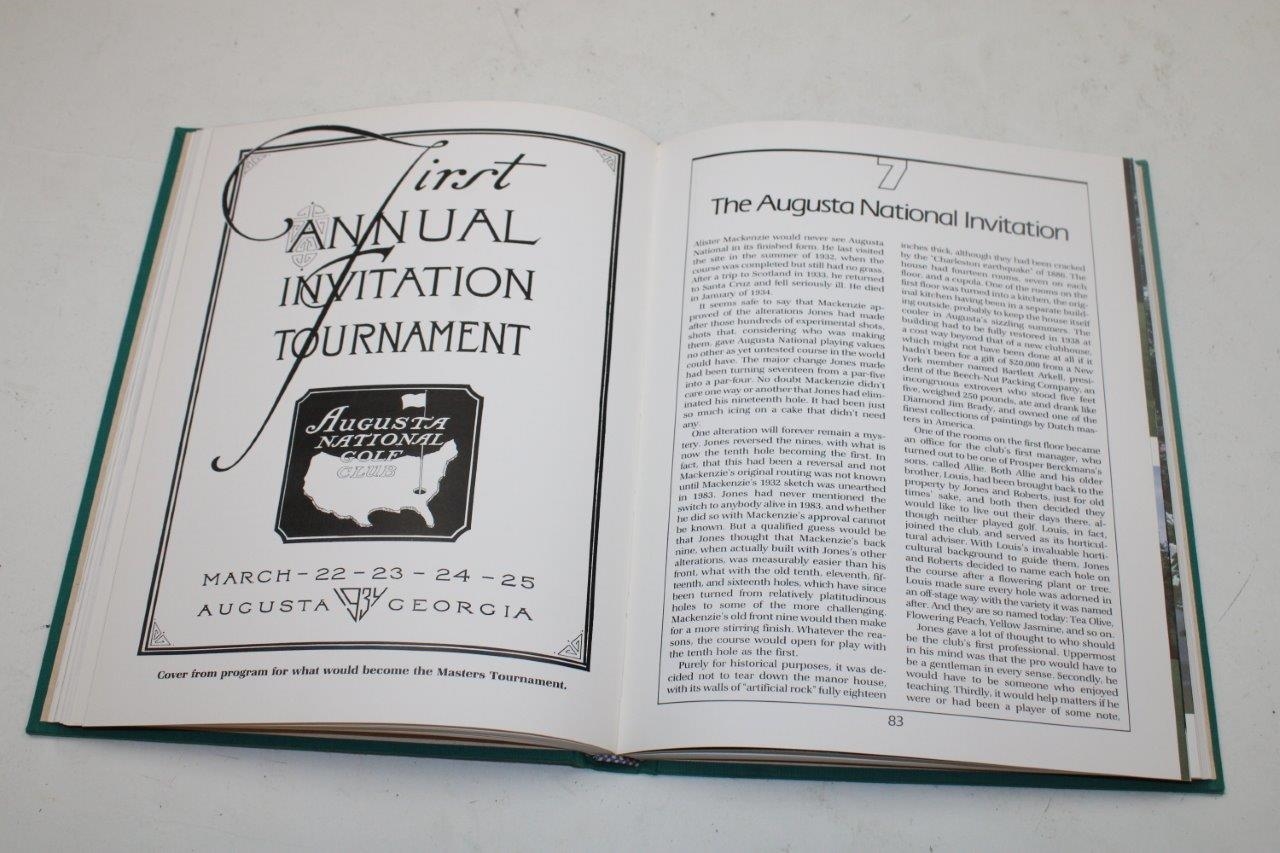 First
ANNUAL
INVITATION
TOURNAMENT
AUGUSTA
NATIONAL
GOLF
CLUB
MARCH-22-23-24-25
AUGUSTA 1934 GEORGIA
Cover from program for what would become the Masters Tournament.
7
The Augusta National Invitation
Alister Mackenzie would never see Augusta
National in its finished form. He last visited
the site in the summer of 1932, when the
course was completed but still had no grass.
After a trip to Scotland in 1933, he returned
to Santa Cruz and fell seriously ill. He died
in January of 1934.
It seems safe to say that Mackenzie ap-
proved of the alterations Jones had made
after those hundreds of experimental shots,
shots that, considering who was making
them, gave Augusta National playing values
no other as yet untested course in the world
could have. The major change Jones made
had been turning seventeen from a par-five
into a par-four. No doubt Mackenzie didn't
care one way or another that Jones had elim-
inated his nineteenth hole. It had been just
so much icing on a cake that didn't need
any.
One alteration will forever remain a mys-
tery. Jones reversed the nines, with what is
now the tenth hole becoming the first. In
fact, that this had been a reversal and not
Mackenzie's original routing was not known
until Mackenzie's 1932 sketch was unearthed
in 1983. Jones had never mentioned the
switch to anybody alive in 1983, and whether
he did so with Mackenzie's approval cannot
be known. But a qualified guess would be
that Jones thought that Mackenzie's back
nine, when actually built with Jones's other
alterations, was measurably easier than his
front, what with the old tenth, eleventh, fif-
teenth, and sixteenth holes, which have since
been turned from relatively platitudinous
holes to some of the more challenging.
Mackenzie's old front nine would then make
for a more stirring finish. Whatever the rea-
sons, the course would open for play with
the tenth hole as the first.
Purely for historical purposes, it was de-
cided not to tear down the manor house,
with its walls of "artificial rock" fully eighteen
inches thick, although they had been cracked
by the "Charleston earthquake" of 1886. The
house had fourteen rooms, seven on each
floor, and a cupola. One of the rooms on the
first floor was turned into a kitchen, the orig-
inal kitchen having been in a separate build-
ing outside, probably to keep the house itself
cooler in Augusta's sizzling summers. The
building had to be fully restored in 1938 at
a cost way beyond that of a new clubhouse,
which might not have been done at all if it
hadn't been for a gift of $20,000 from a New
York member named Bartlett Arkell, presi-
dent of the Beech-Nut Packing Company, an
incongruous extrovert who stood five feet
five, weighed 250 pounds, ate and drank like
Diamond Jim Brady, and owned one of the
finest collections of paintings by Dutch mas-
ters in America.
One of the rooms on the first floor became
an office for the club's first manager, who
turned out to be one of Prosper Berckmans's
sons, called Allie. Both Allie and his older
brother, Louis, had been brought back to the
property by Jones and Roberts, just for old
times' sake, and both then decided they
would like to live out their days there, al-
though neither played golf. Louis, in fact,
joined the club, and served as its horticul-
tural adviser. With Louis's invaluable horti-
cultural background to guide them, Jones
and Roberts decided to name each hole on
the course after a flowering plant or tree.
Louis made sure every hole was adorned in
an off-stage way with the variety it was named
after. And they are so named today: Tea Olive,
Flowering Peach, Yellow Jasmine, and so on.
Jones gave a lot of thought to who should
be the club's first professional. Uppermost
in his mind was that the pro would have to
be a gentleman in every sense. Secondly, he
would have to be someone who enjoyed
teaching. Thirdly, it would help matters if he
were or had been a player of some note,
83